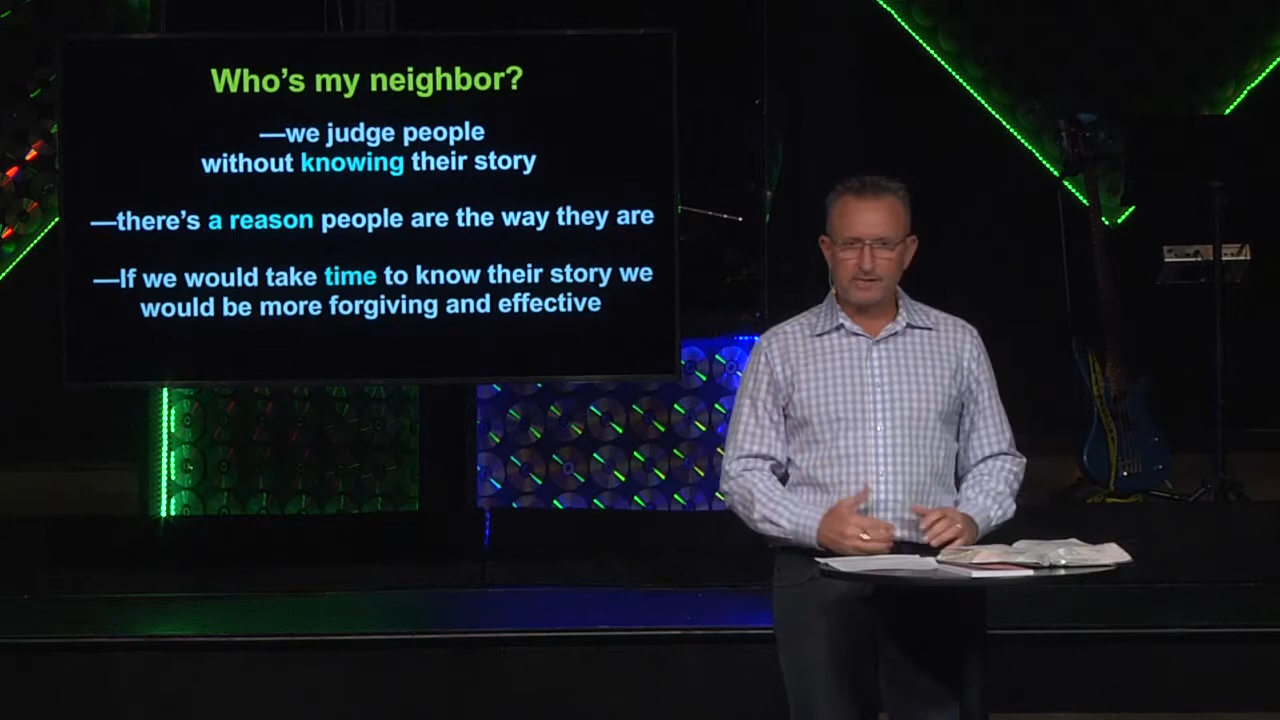 Who's my neighbor?
—we judge people
without knowing their story
—there's a reason people are the way they are
—If we would take time to know their story we
would be more forgiving and effective